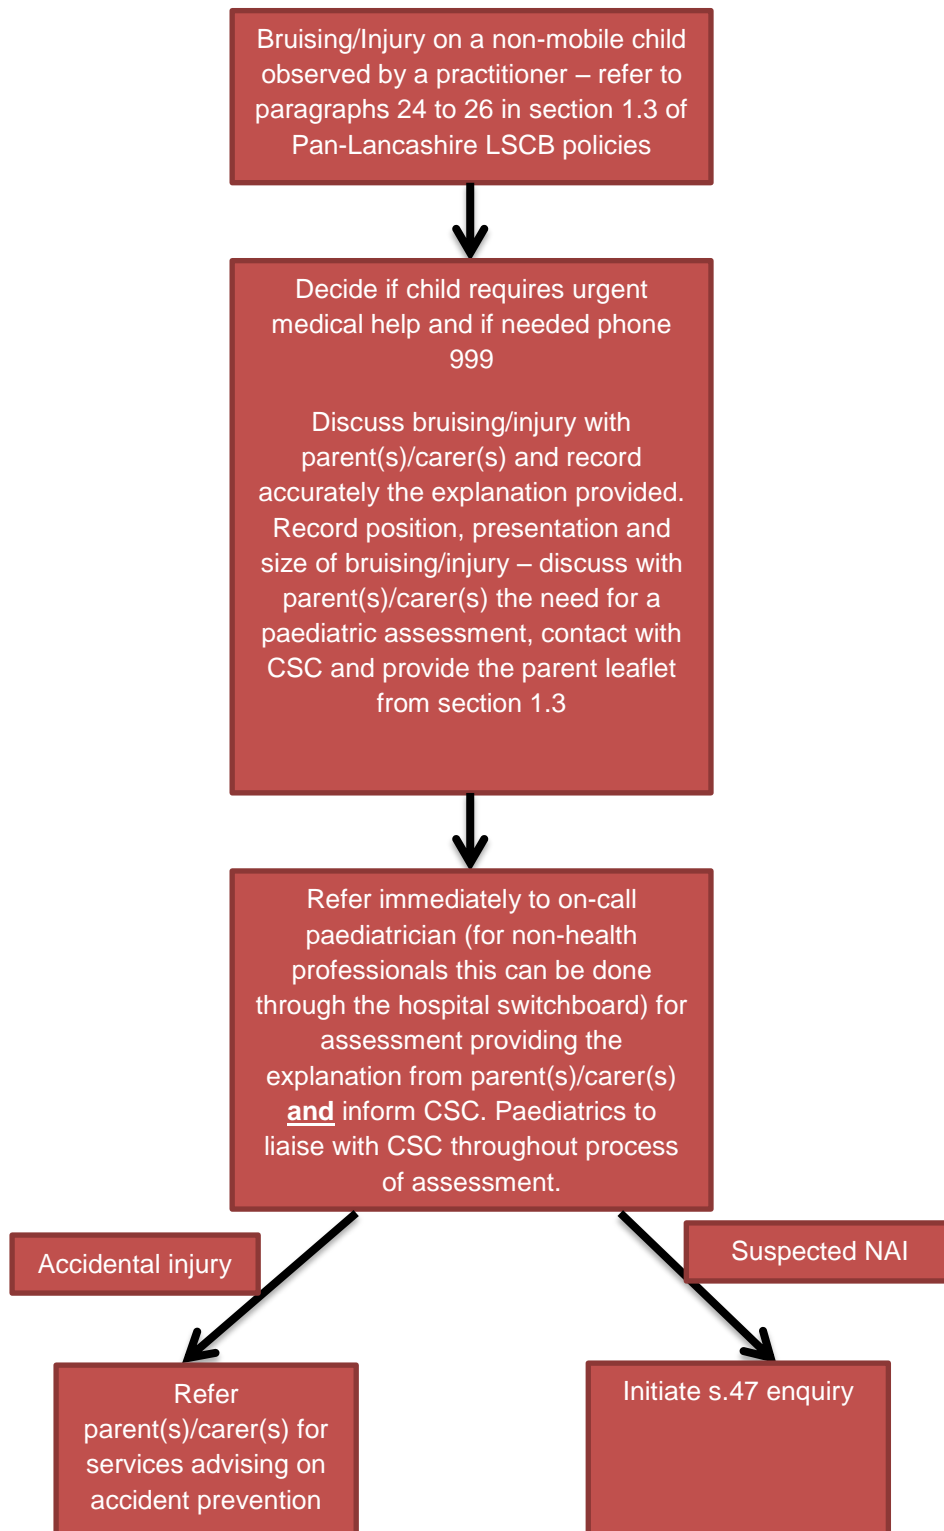 Bruising/Injury on a non-mobile child
observed by a practitioner – refer to
paragraphs 24 to 26 in section 1.3 of
Pan-Lancashire LSCB policies
Decide if child requires urgent
medical help and if needed phone
999
Discuss bruising/injury with
parent(s)/carer(s) and record
accurately the explanation provided.
Record position, presentation and
size of bruising/injury – discuss with
parent(s)/carer(s) the need for a
paediatric assessment, contact with
CSC and provide the parent leaflet
from section 1.3
Refer immediately to on-call
paediatrician (for non-health
professionals this can be done
through the hospital switchboard) for
assessment providing the
explanation from parent(s)/carer(s)
and inform CSC. Paediatrics to
liaise with CSC throughout process
of assessment.
Accidental injury
Suspected NAI
Refer
parent(s)/carer(s) for
services advising on
accident prevention
Initiate s.47 enquiry